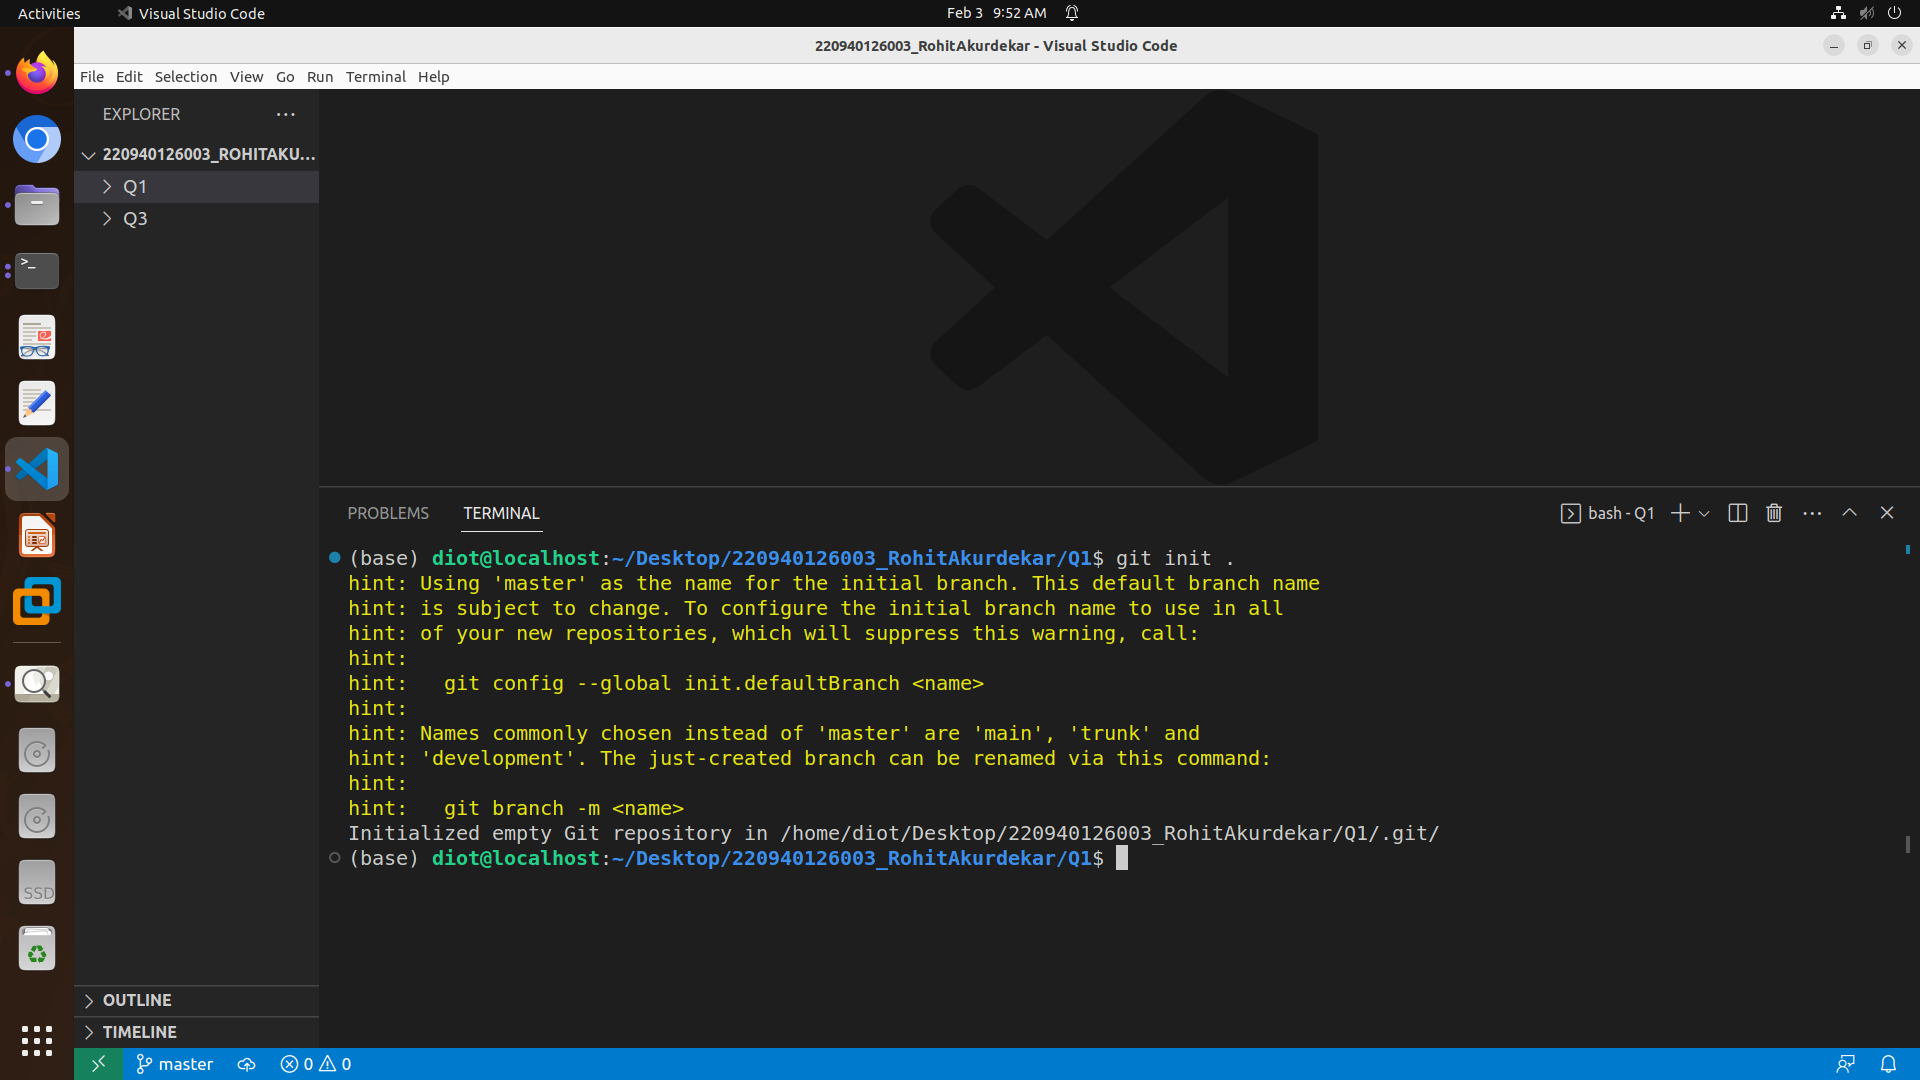 Activities
Visual Studio Code
Feb 3 9:52 AM
220940126003_RohitAkurdekar - Visual Studio Code
File Edit Selection View Go Run Terminal Help
EXPLORER
220940126003_ROHITAKU...
Q1
Q3
PROBLEMS
TERMINAL
bash - Q1
(base) diot@localhost:~/Desktop/220940126003_RohitAkurdekar/Q1$ git init .
hint: Using 'master' as the name for the initial branch. This default branch name
hint: is subject to change. To configure the initial branch name to use in all
hint: of your new repositories, which will suppress this warning, call:
hint:
hint:   git config --global init.defaultBranch <name>
hint:
hint: Names commonly chosen instead of 'master' are 'main', 'trunk' and
hint: 'development'. The just-created branch can be renamed via this command:
hint:
hint:   git branch -m <name>
Initialized empty Git repository in /home/diot/Desktop/220940126003_RohitAkurdekar/Q1/.git/
(base) diot@localhost:~/Desktop/220940126003_RohitAkurdekar/Q1$
SSD
OUTLINE
TIMELINE
master
0
0